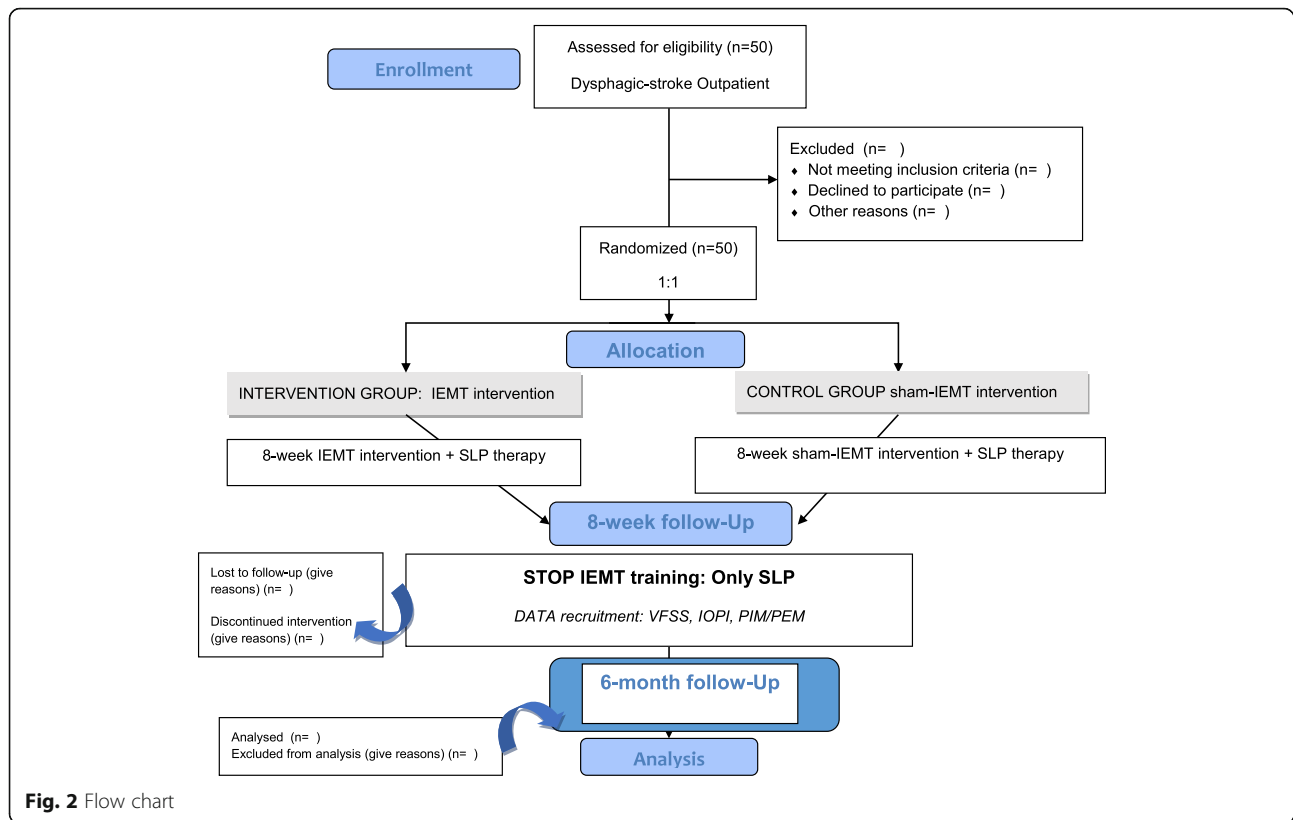 Assessed for eligibility (n=50)
Dysphagic-stroke Outpatient
Enrollment
Excluded (n= )
♦ Not meeting inclusion criteria (n= )
♦ Declined to participate (n= )
♦ Other reasons (n= )
Randomized (n=50)
1:1
Allocation
INTERVENTION GROUP: IEMT intervention
CONTROL GROUP sham-IEMT intervention
8-week IEMT intervention + SLP therapy
8-week sham-IEMT intervention + SLP therapy
8-week follow-Up
Lost to follow-up (give
reasons) (n= )
Discontinued intervention
(give reasons) (n= )
STOP IEMT training: Only SLP
DATA recruitment: VFSS, IOPI, PIM/PEM
6-month follow-Up
Analysed (n= )
Excluded from analysis (give reasons) (n= )
Analysis
Fig. 2 Flow chart